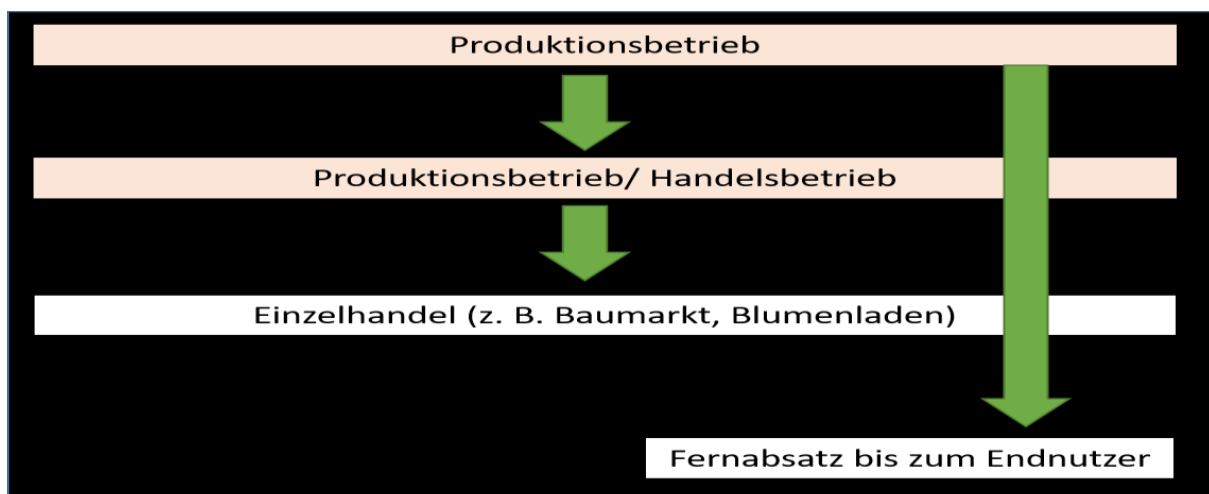 Produktionsbetrieb
Produktionsbetrieb/ Handelsbetrieb
Einzelhandel (z. B. Baumarkt, Blumenladen)
Fernabsatz bis zum Endnutzer